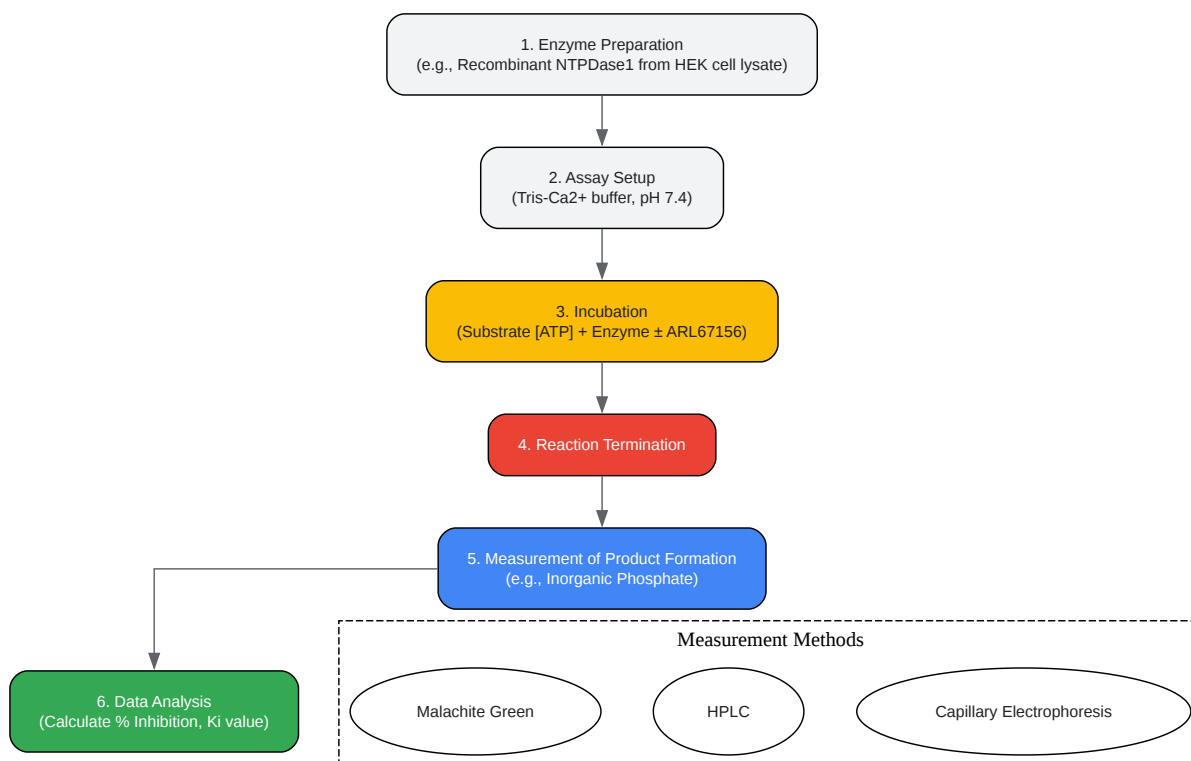 1. Enzyme Preparation
(e.g., Recombinant NTPDase1 from HEK cell lysate)
2. Assay Setup
(Tris-Ca2+ buffer, pH 7.4)
3. Incubation
(Substrate [ATP] + Enzyme ± ARL67156)
4. Reaction Termination
5. Measurement of Product Formation
(e.g., Inorganic Phosphate)
Measurement Methods
6. Data Analysis
(Calculate % Inhibition, Ki value)
Malachite Green
HPLC
Capillary Electrophoresis